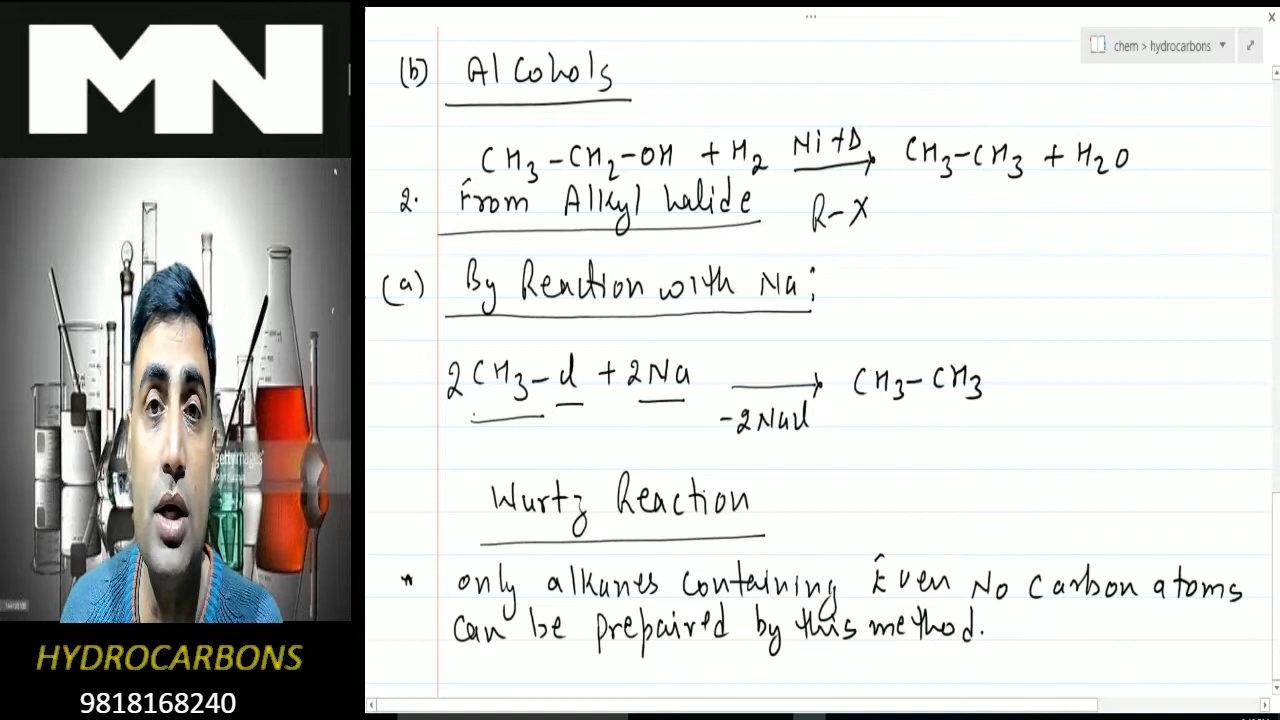 MN
chem > hydrocarbons
(b) Alcohols
CH3-CH2-OH + H2 Ni+Δ → CH3-CH3 + H2O
2. From Alkyl halide R-X
(a) By Reaction with Na:
2CH3-Cl + 2Na → CH3-CH3
-2NaCl
Wurtz Reaction
* only alkanes containing Even No carbon atoms
can be prepaired by this method.
gettyimages
HYDROCARBONS
9818168240